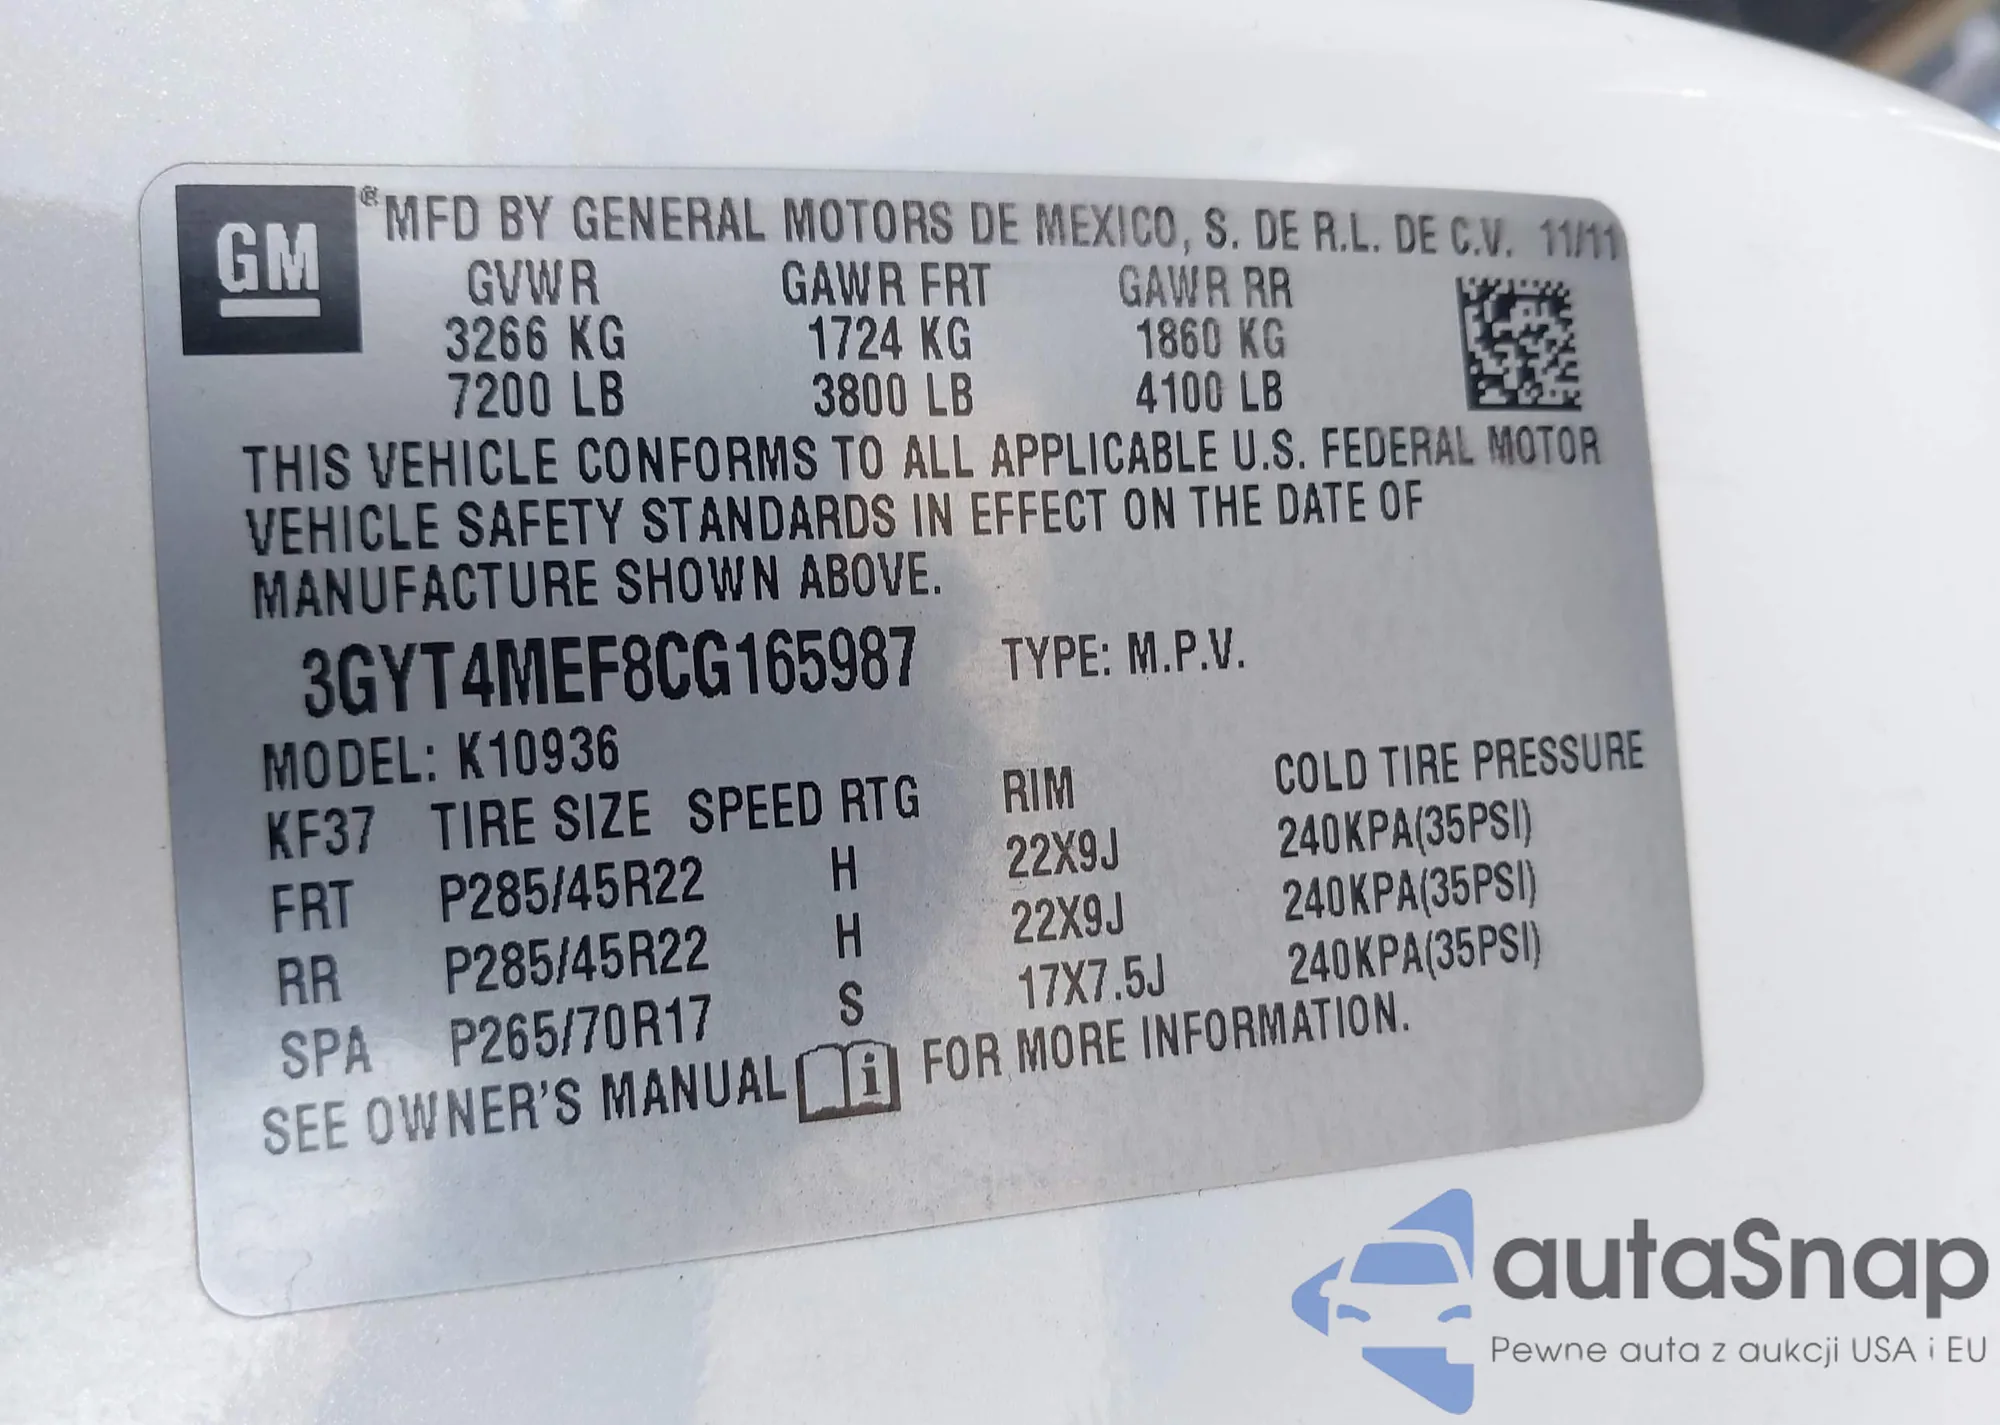 GM ® MFD BY GENERAL MOTORS DE MEXICO, S. DE R.L. DE C.V. 11/11
GVWR GAWR FRT GAWR RR
3266 KG 1724 KG 1860 KG
7200 LB 3800 LB 4100 LB
THIS VEHICLE CONFORMS TO ALL APPLICABLE U.S. FEDERAL MOTOR
VEHICLE SAFETY STANDARDS IN EFFECT ON THE DATE OF
MANUFACTURE SHOWN ABOVE.
3GYT4MEF8CG165987 TYPE: M.P.V.
MODEL: K10936
KF37 TIRE SIZE SPEED RTG RIM COLD TIRE PRESSURE
FRT P285/45R22 H 22X9J 240KPA(35PSI)
RR P285/45R22 H 22X9J 240KPA(35PSI)
SPA P265/70R17 S 17X7.5J 240KPA(35PSI)
SEE OWNER'S MANUAL i FOR MORE INFORMATION.
autaSnap
Pewne auta z aukcji USA i EU